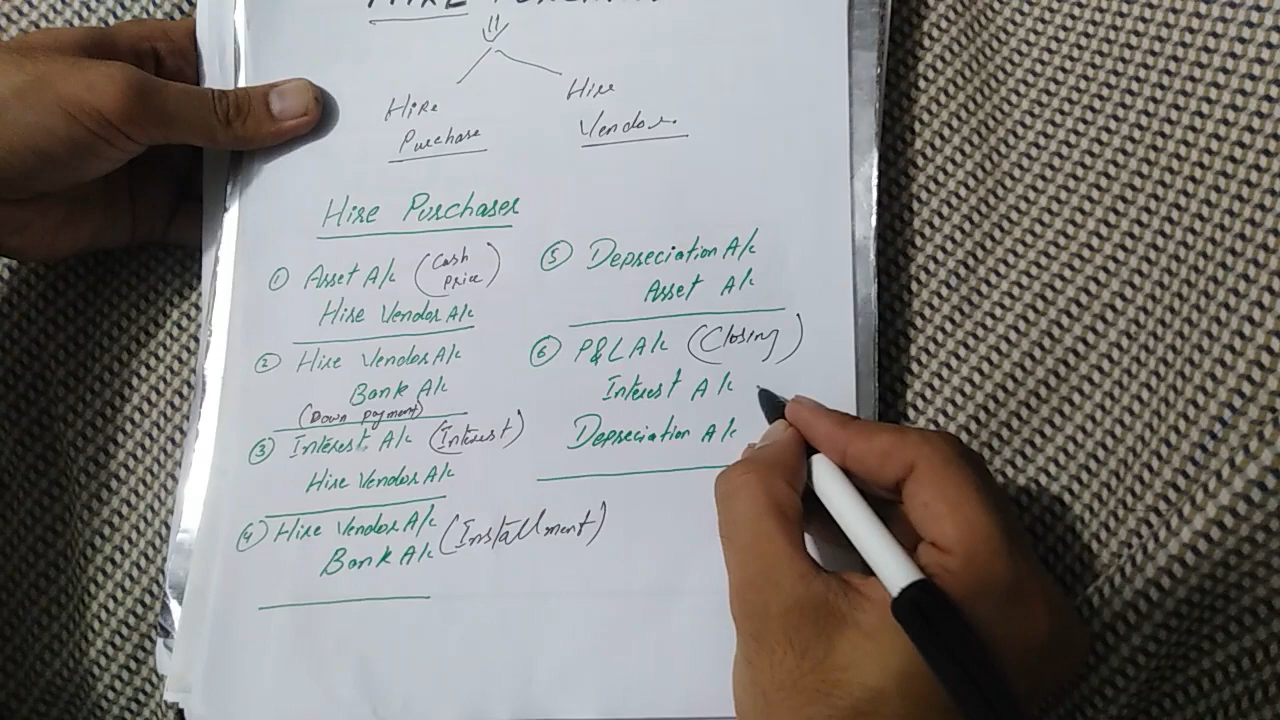 Hire
Purchase
Hire
Vendor.
Hire Purchaser
① Asset A/c (Cash price)
Hire Vendor A/c
② Hire Vendor A/c
Bank A/c
(Down payment)
③ Interest A/c (Interest)
Hire Vendor A/c
④ Hire Vendor A/c (Installment)
Bank A/c
⑤ Depreciation A/c
Asset A/c
⑥ P&L A/c (Closing)
Interest A/c
Depreciation A/c